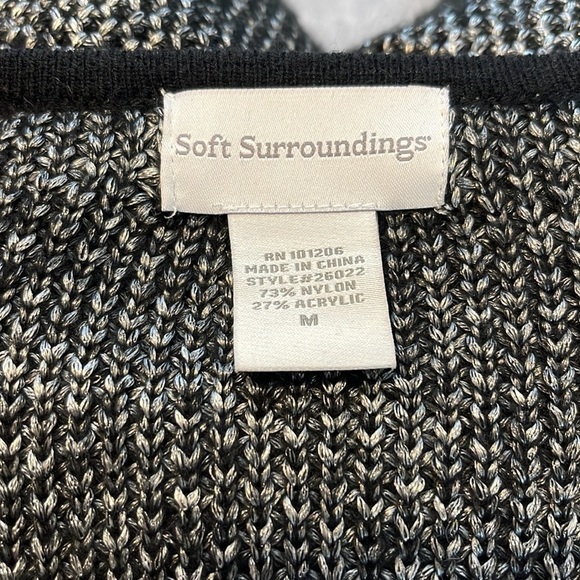 Soft Surroundings
RN 101206
MADE IN CHINA
STYLE#26022
73% NYLON
27% ACRYLIC
M